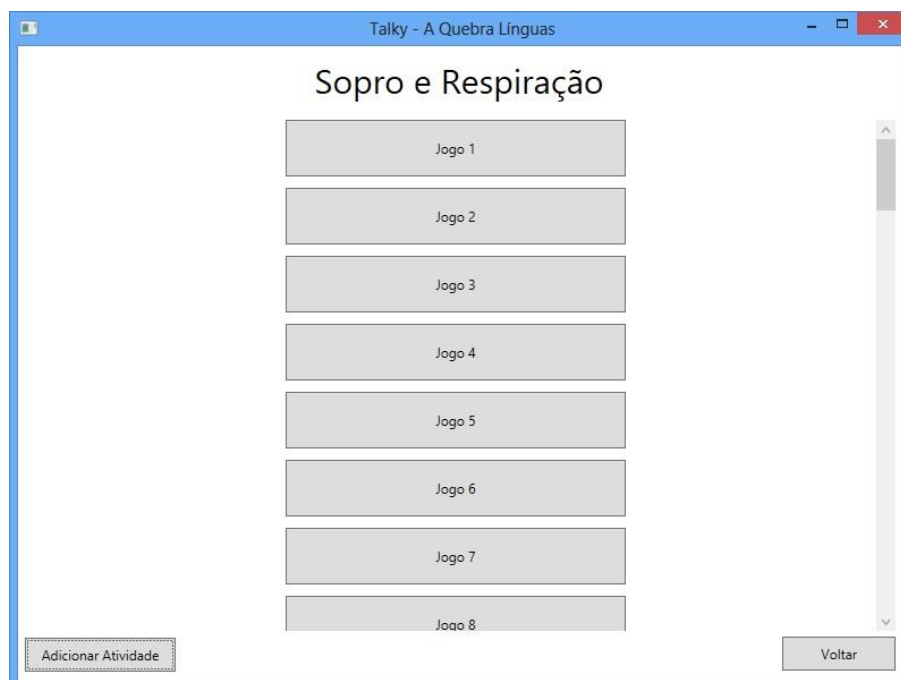 Talky - A Quebra Línguas
Sopro e Respiração
Jogo 1
Jogo 2
Jogo 3
Jogo 4
Jogo 5
Jogo 6
Jogo 7
Jogo 8
Adicionar Atividade
Voltar